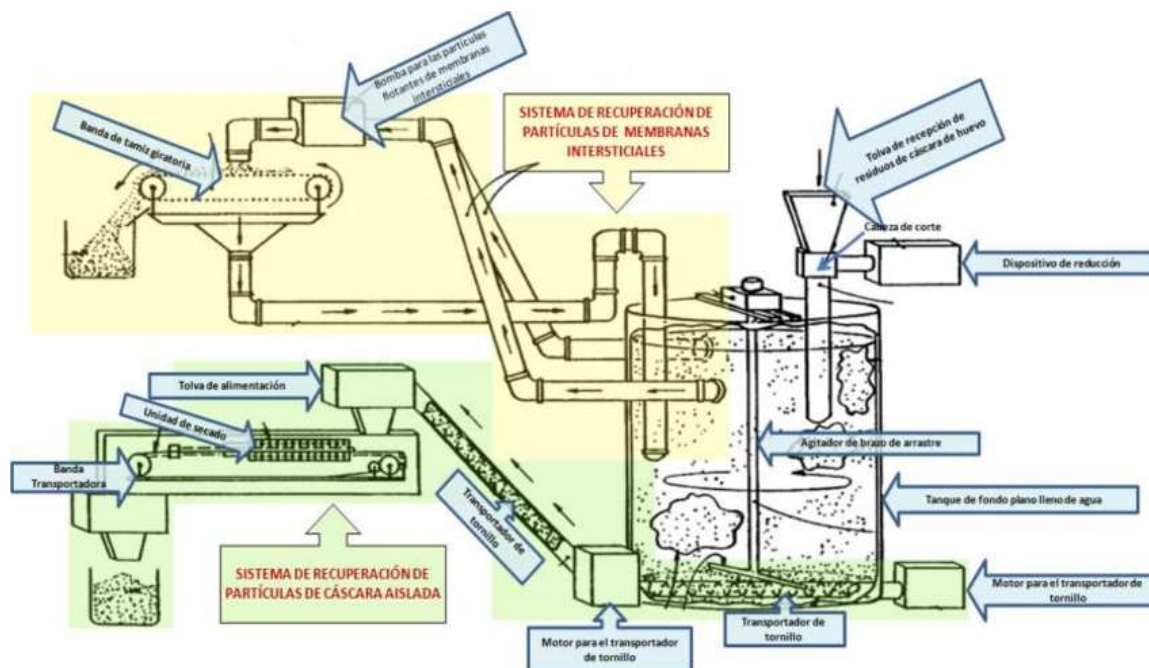 Bomba para las partículas
flotantes de membranas
intersticiales
Banda de tamiz giratoria
SISTEMA DE RECUPERACIÓN DE
PARTÍCULAS DE MEMBRANAS
INTERSTICIALES
Tolva de recepción de
residuos de cáscara de huevo
Cabeza de corte
Dispositivo de reducción
Tolva de alimentación
Unidad de secado
Banda
Transportadora
Transportador de
tornillo
SISTEMA DE RECUPERACIÓN DE
PARTÍCULAS DE CÁSCARA AISLADA
Agitador de brazo de arrastre
Tanque de fondo plano lleno de agua
Motor para el transportador de
tornillo
Transportador de
tornillo
Motor para el transportador
de tornillo